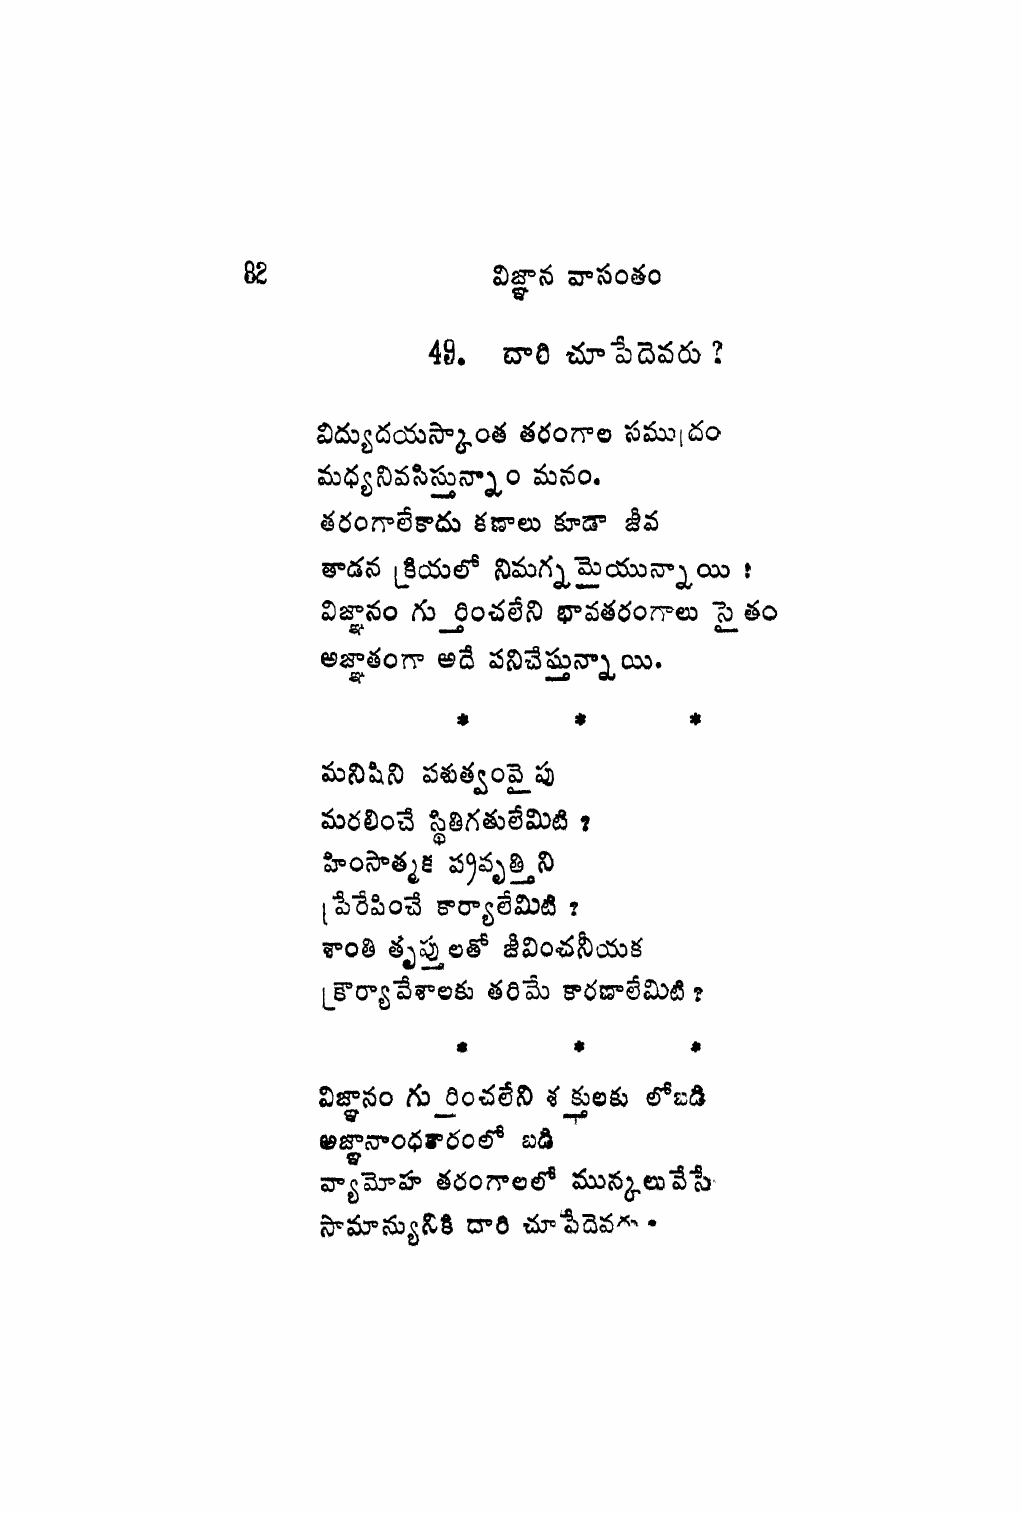 82 విజ్ఞాన వాసంతం
49. దారి చూపేదెవరు ?
విద్యుదయస్కాంత తరంగాల సముద్రం
మధ్యనివసిస్తున్నాం మనం.
తరంగాలేకాదు కణాలు కూడా జీవ
తాడన క్రియలో నిమగ్నమైయున్నాయి !
విజ్ఞానం గుర్తించలేని భావతరంగాలు సైతం
అజ్ఞాతంగా అదే పనిచేస్తున్నాయి.
* * *
మనిషిని పశుత్వంవైపు
మరలించే స్థితిగతులేమిటి ?
హింసాత్మక ప్రవృత్తిని
ప్రేరేపించే కార్యాలేమిటి ?
శాంతి తృప్తులతో జీవించనీయక
క్రౌర్యావేశాలకు తరిమే కారణాలేమిటి ?
* * *
విజ్ఞానం గుర్తించలేని శక్తులకు లోబడి
అజ్ఞానాంధకారంలో బడి
వ్యామోహ తరంగాలలో మున్కలువేసే
సామాన్యునికి దారి చూపేదెవరు